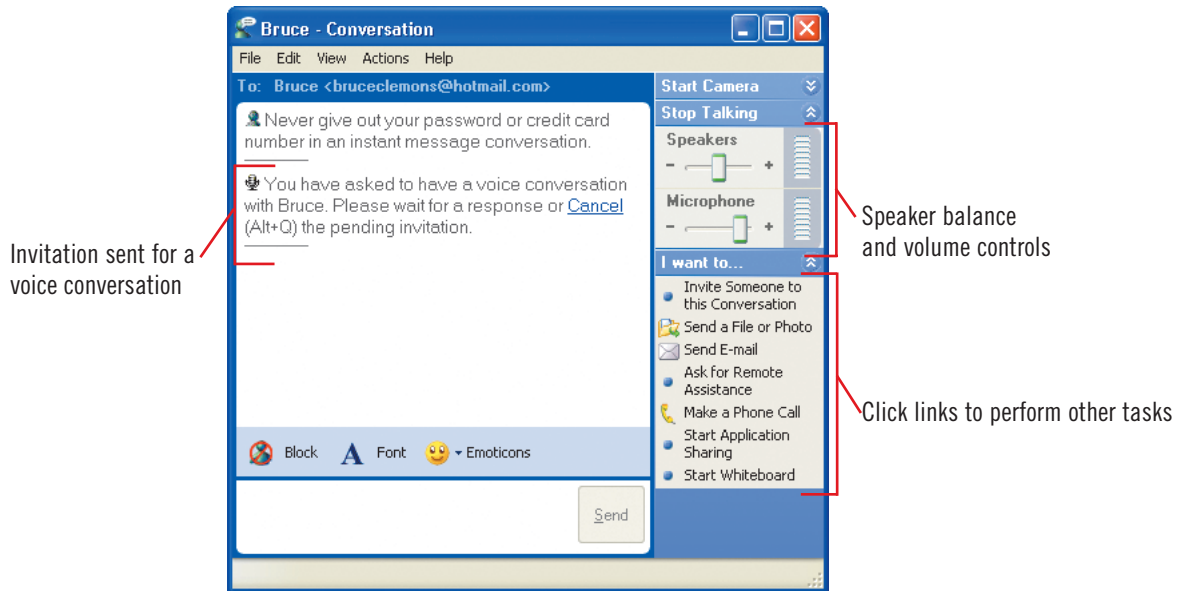 Bruce - Conversation
File Edit View Actions Help
To: Bruce <bruceclemons@hotmail.com>
Never give out your password or credit card
number in an instant message conversation.
You have asked to have a voice conversation
with Bruce. Please wait for a response or Cancel
(Alt+Q) the pending invitation.
Block A Font Emoticons
Send
Start Camera
Stop Talking
Speakers
- +
Microphone
- +
I want to...
Invite Someone to
this Conversation
Send a File or Photo
Send E-mail
Ask for Remote
Assistance
Make a Phone Call
Start Application
Sharing
Start Whiteboard
Invitation sent for a
voice conversation
Speaker balance
and volume controls
Click links to perform other tasks